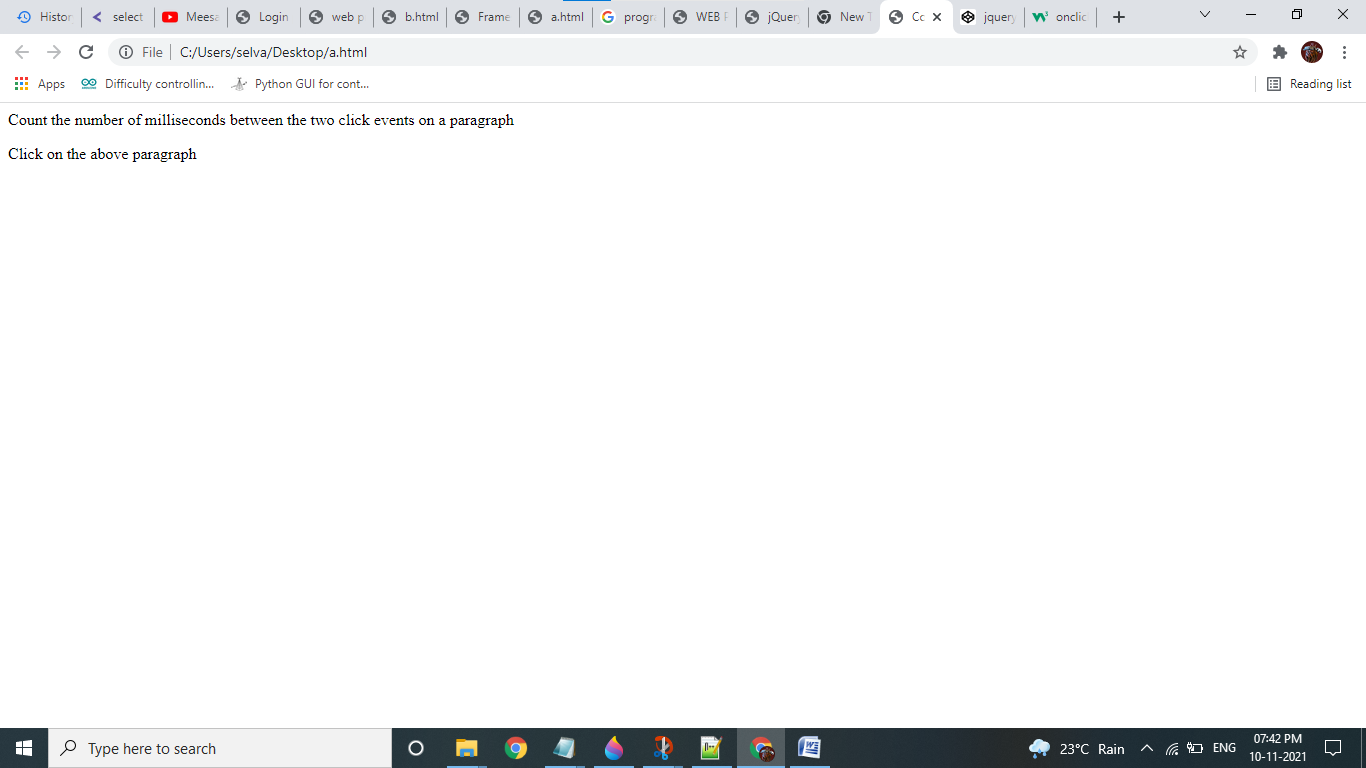 Histor
select
Meesa
Login
web p
b.html
Frame
a.html
G progra
WEB P
jQuery
New T
Cc
jquery
w3 onclic
File C:/Users/selva/Desktop/a.html
Apps Difficulty controllin... Python GUI for cont... Reading list
Count the number of milliseconds between the two click events on a paragraph
Click on the above paragraph
Type here to search
23°C Rain
ENG
07:42 PM
10-11-2021